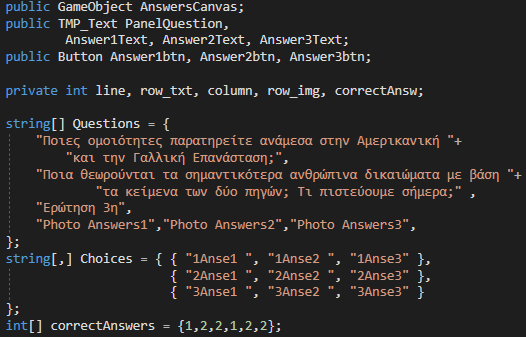 public GameObject AnswersCanvas;
public TMP_Text PanelQuestion,
Answer1Text, Answer2Text, Answer3Text;
public Button Answer1btn, Answer2btn, Answer3btn;
private int line, row_txt, column, row_img, correctAnsw;
string[] Questions = {
"Ποιες ομοιότητες παρατηρείτε ανάμεσα στην Αμερικανική "+
"και την Γαλλική Επανάσταση;",
"Ποια θεωρούνται τα σημαντικότερα ανθρώπινα δικαιώματα με βάση "+
"τα κείμενα των δύο πηγών; Τι πιστεύουμε σήμερα;" ,
"Ερώτηση 3η",
"Photo Answers1","Photo Answers2","Photo Answers3",
};
string[,] Choices = { { "1Anse1 ", "1Anse2 ", "1Anse3" },
{ "2Anse1 ", "2Anse2 ", "2Anse3" },
{ "3Anse1 ", "3Anse2 ", "3Anse3" }
};
int[] correctAnswers = {1,2,2,1,2,2};